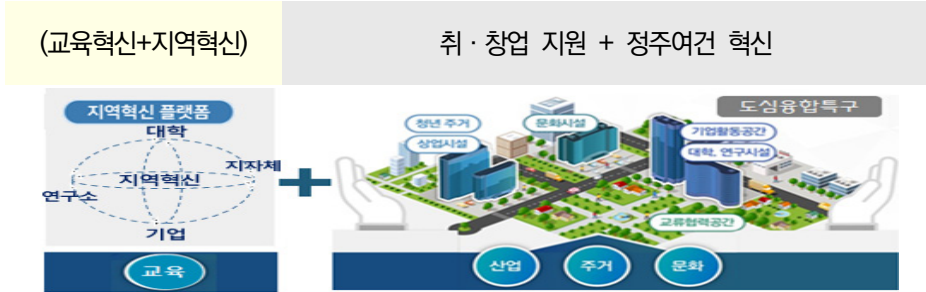 (교육혁신+지역혁신)
취 · 창업 지원 + 정주여건 혁신
지역혁신 플랫폼
대학
지자체
지역혁신
연구소
기업
교육
+
도심융합특구
청년 주거
상업시설
문화시설
기업활동공간
대학, 연구시설
교류협력공간
산업
주거
문화